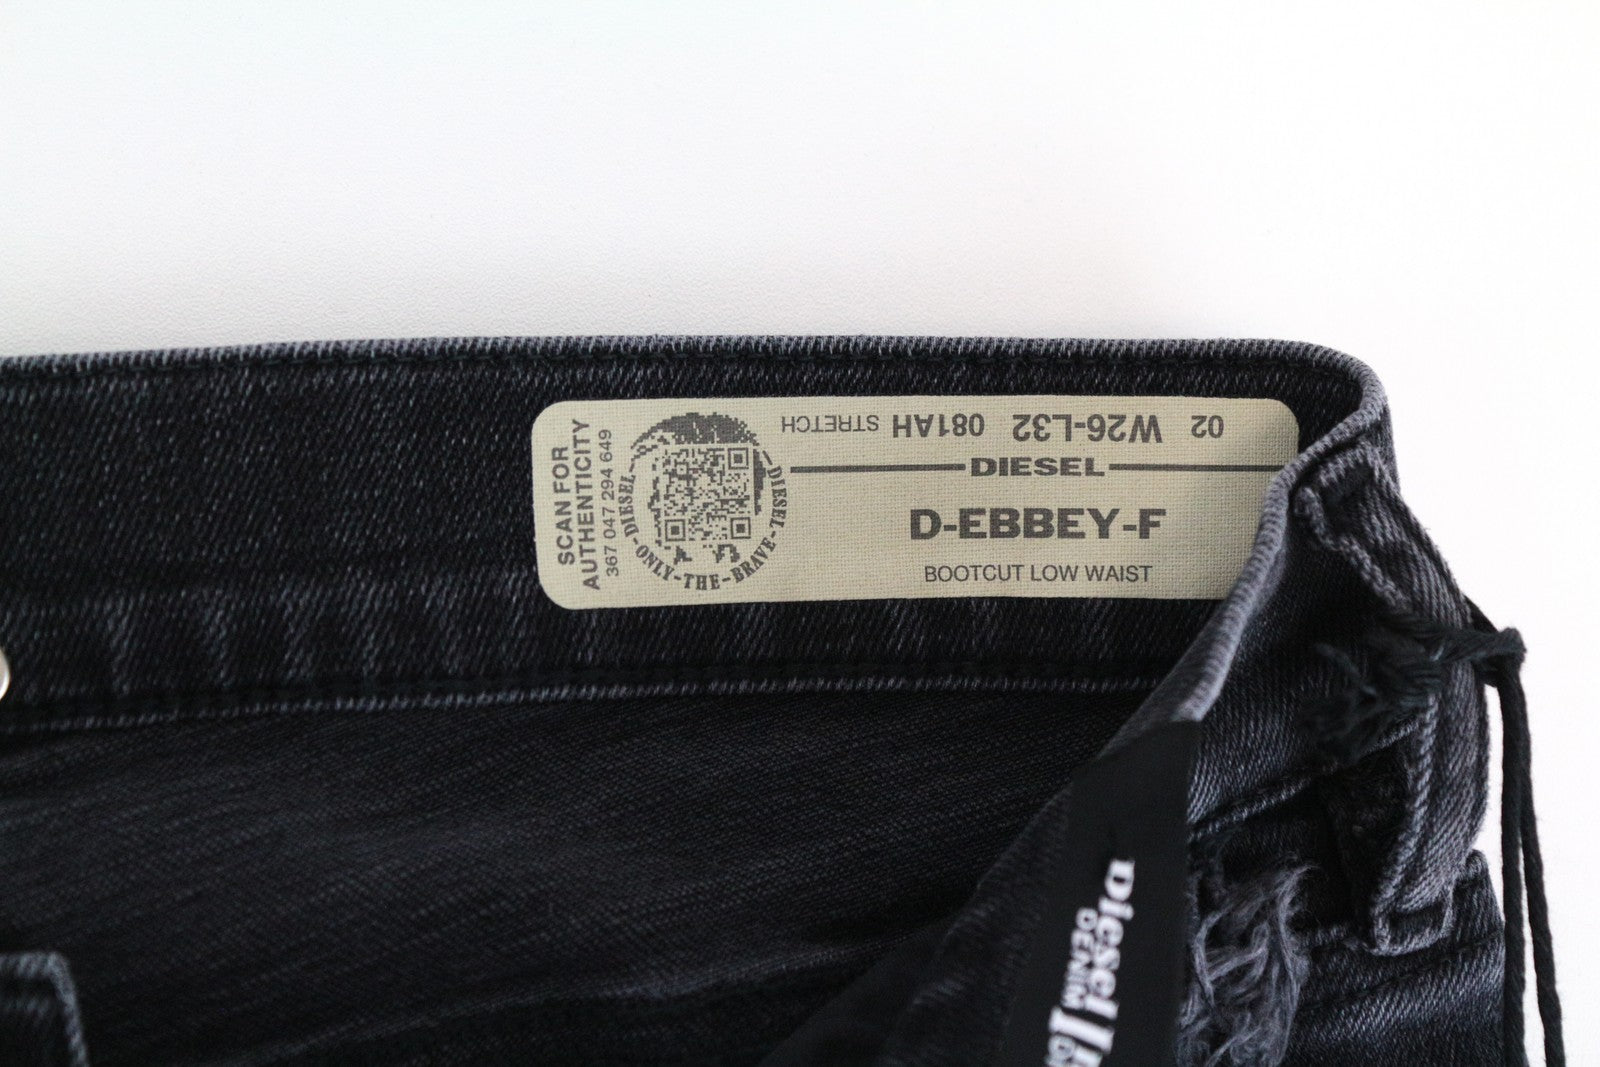 SCAN FOR
AUTHENTICITY
367 047 294 649
DIESEL-ONLY-THE-BRAVE-DIESEL
02 W26-L32 081AH STRETCH
DIESEL
D-EBBEY-F
BOOTCUT LOW WAIST
Diesel
DENIM